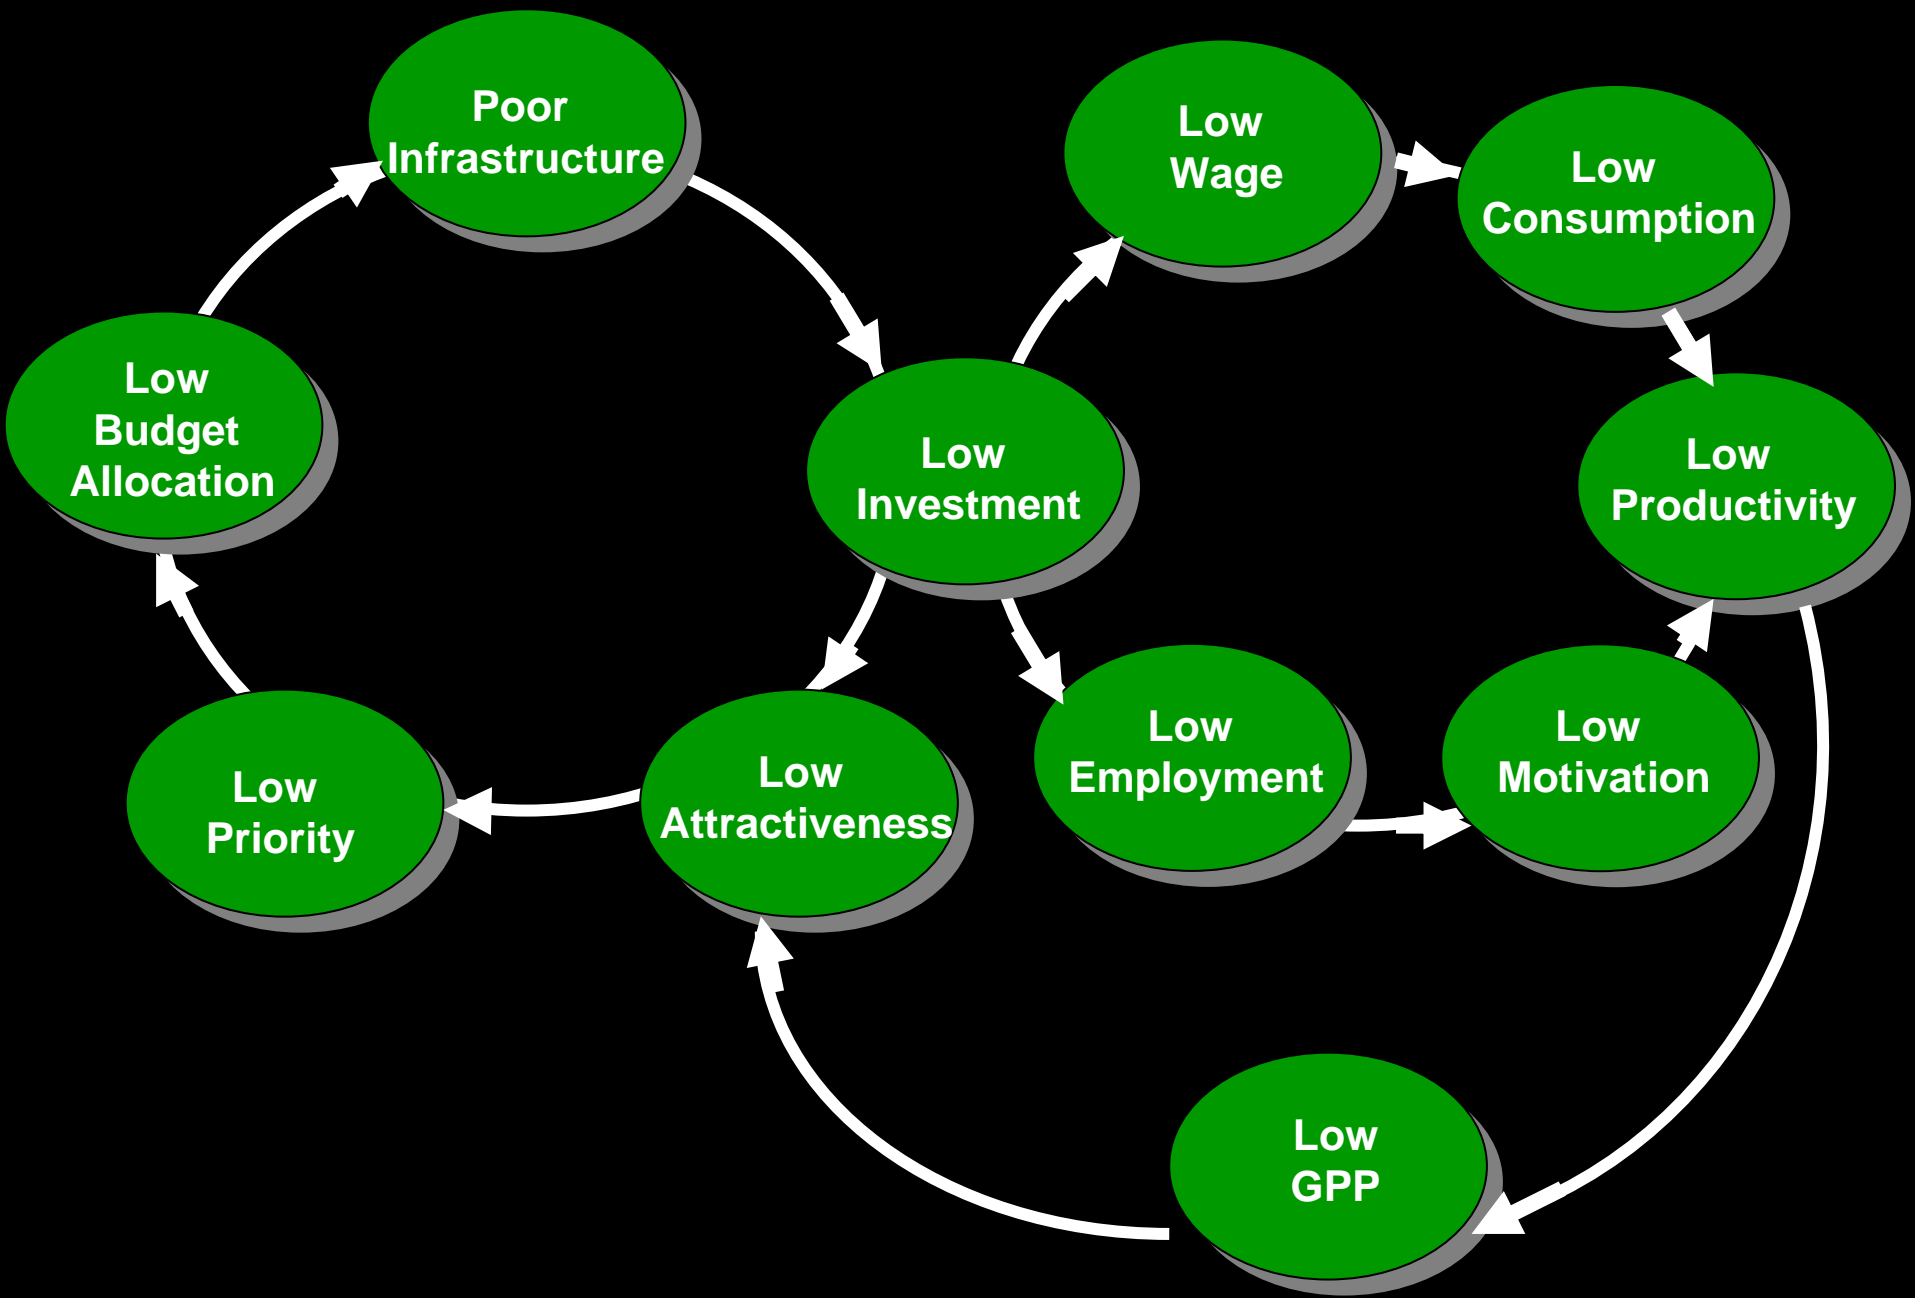 Poor
Infrastructure
Low
Wage
Low
Consumption
Low
Budget
Allocation
Low
Investment
Low
Productivity
Low
Priority
Low
Attractiveness
Low
Employment
Low
Motivation
Low
GPP